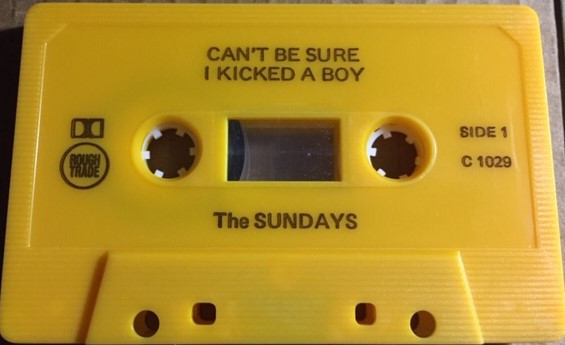 CAN'T BE SURE
I KICKED A BOY
SIDE 1
ROUGH
TRADE
C 1029
The SUNDAYS